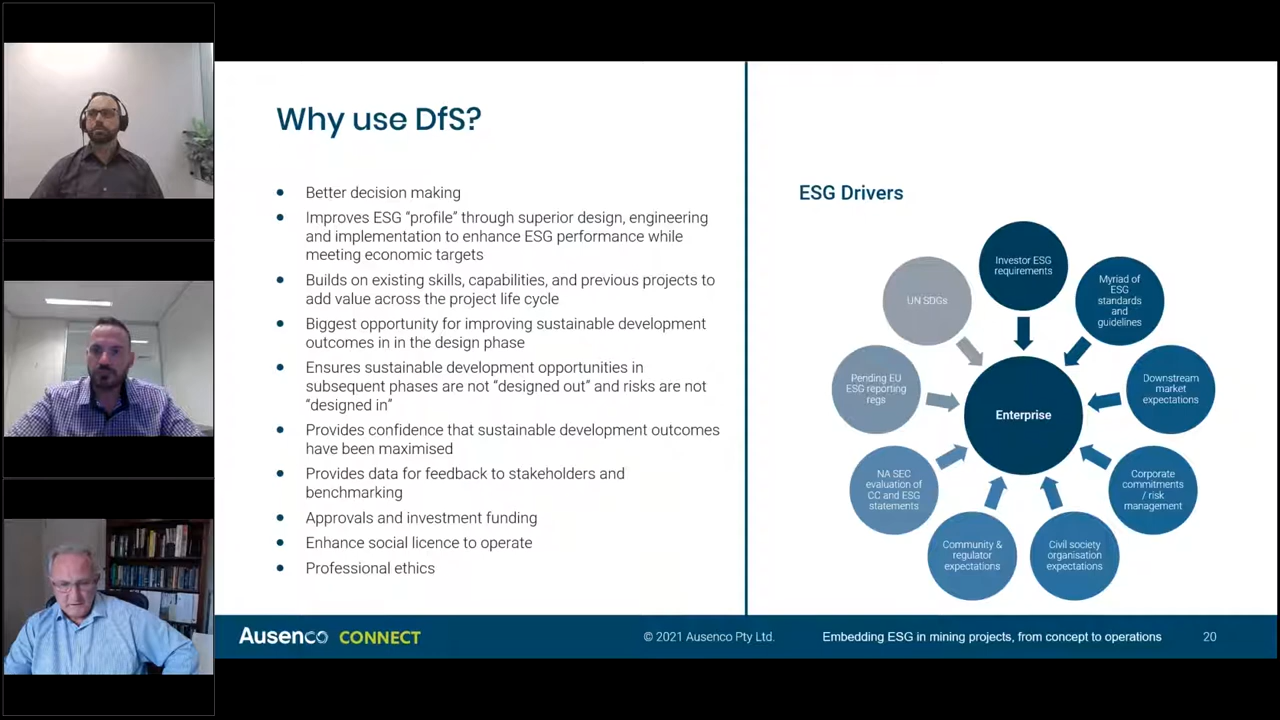 Why use DfS?
Better decision making
Improves ESG “profile” through superior design, engineering
and implementation to enhance ESG performance while
meeting economic targets
Builds on existing skills, capabilities, and previous projects to
add value across the project life cycle
Biggest opportunity for improving sustainable development
outcomes in in the design phase
Ensures sustainable development opportunities in
subsequent phases are not “designed out” and risks are not
“designed in”
Provides confidence that sustainable development outcomes
have been maximised
Provides data for feedback to stakeholders and
benchmarking
Approvals and investment funding
Enhance social licence to operate
Professional ethics
ESG Drivers
Investor ESG
requirements
Myriad of
ESG
standards
and
guidelines
Downstream
market
expectations
Corporate
commitments
/ risk
management
Civil society
organisation
expectations
Community &
regulator
expectations
NA SEC
evaluation of
CC and ESG
statements
Pending EU
ESG reporting
regs
UN SDGs
Enterprise
Ausenco CONNECT
© 2021 Ausenco Pty Ltd.
Embedding ESG in mining projects, from concept to operations
20